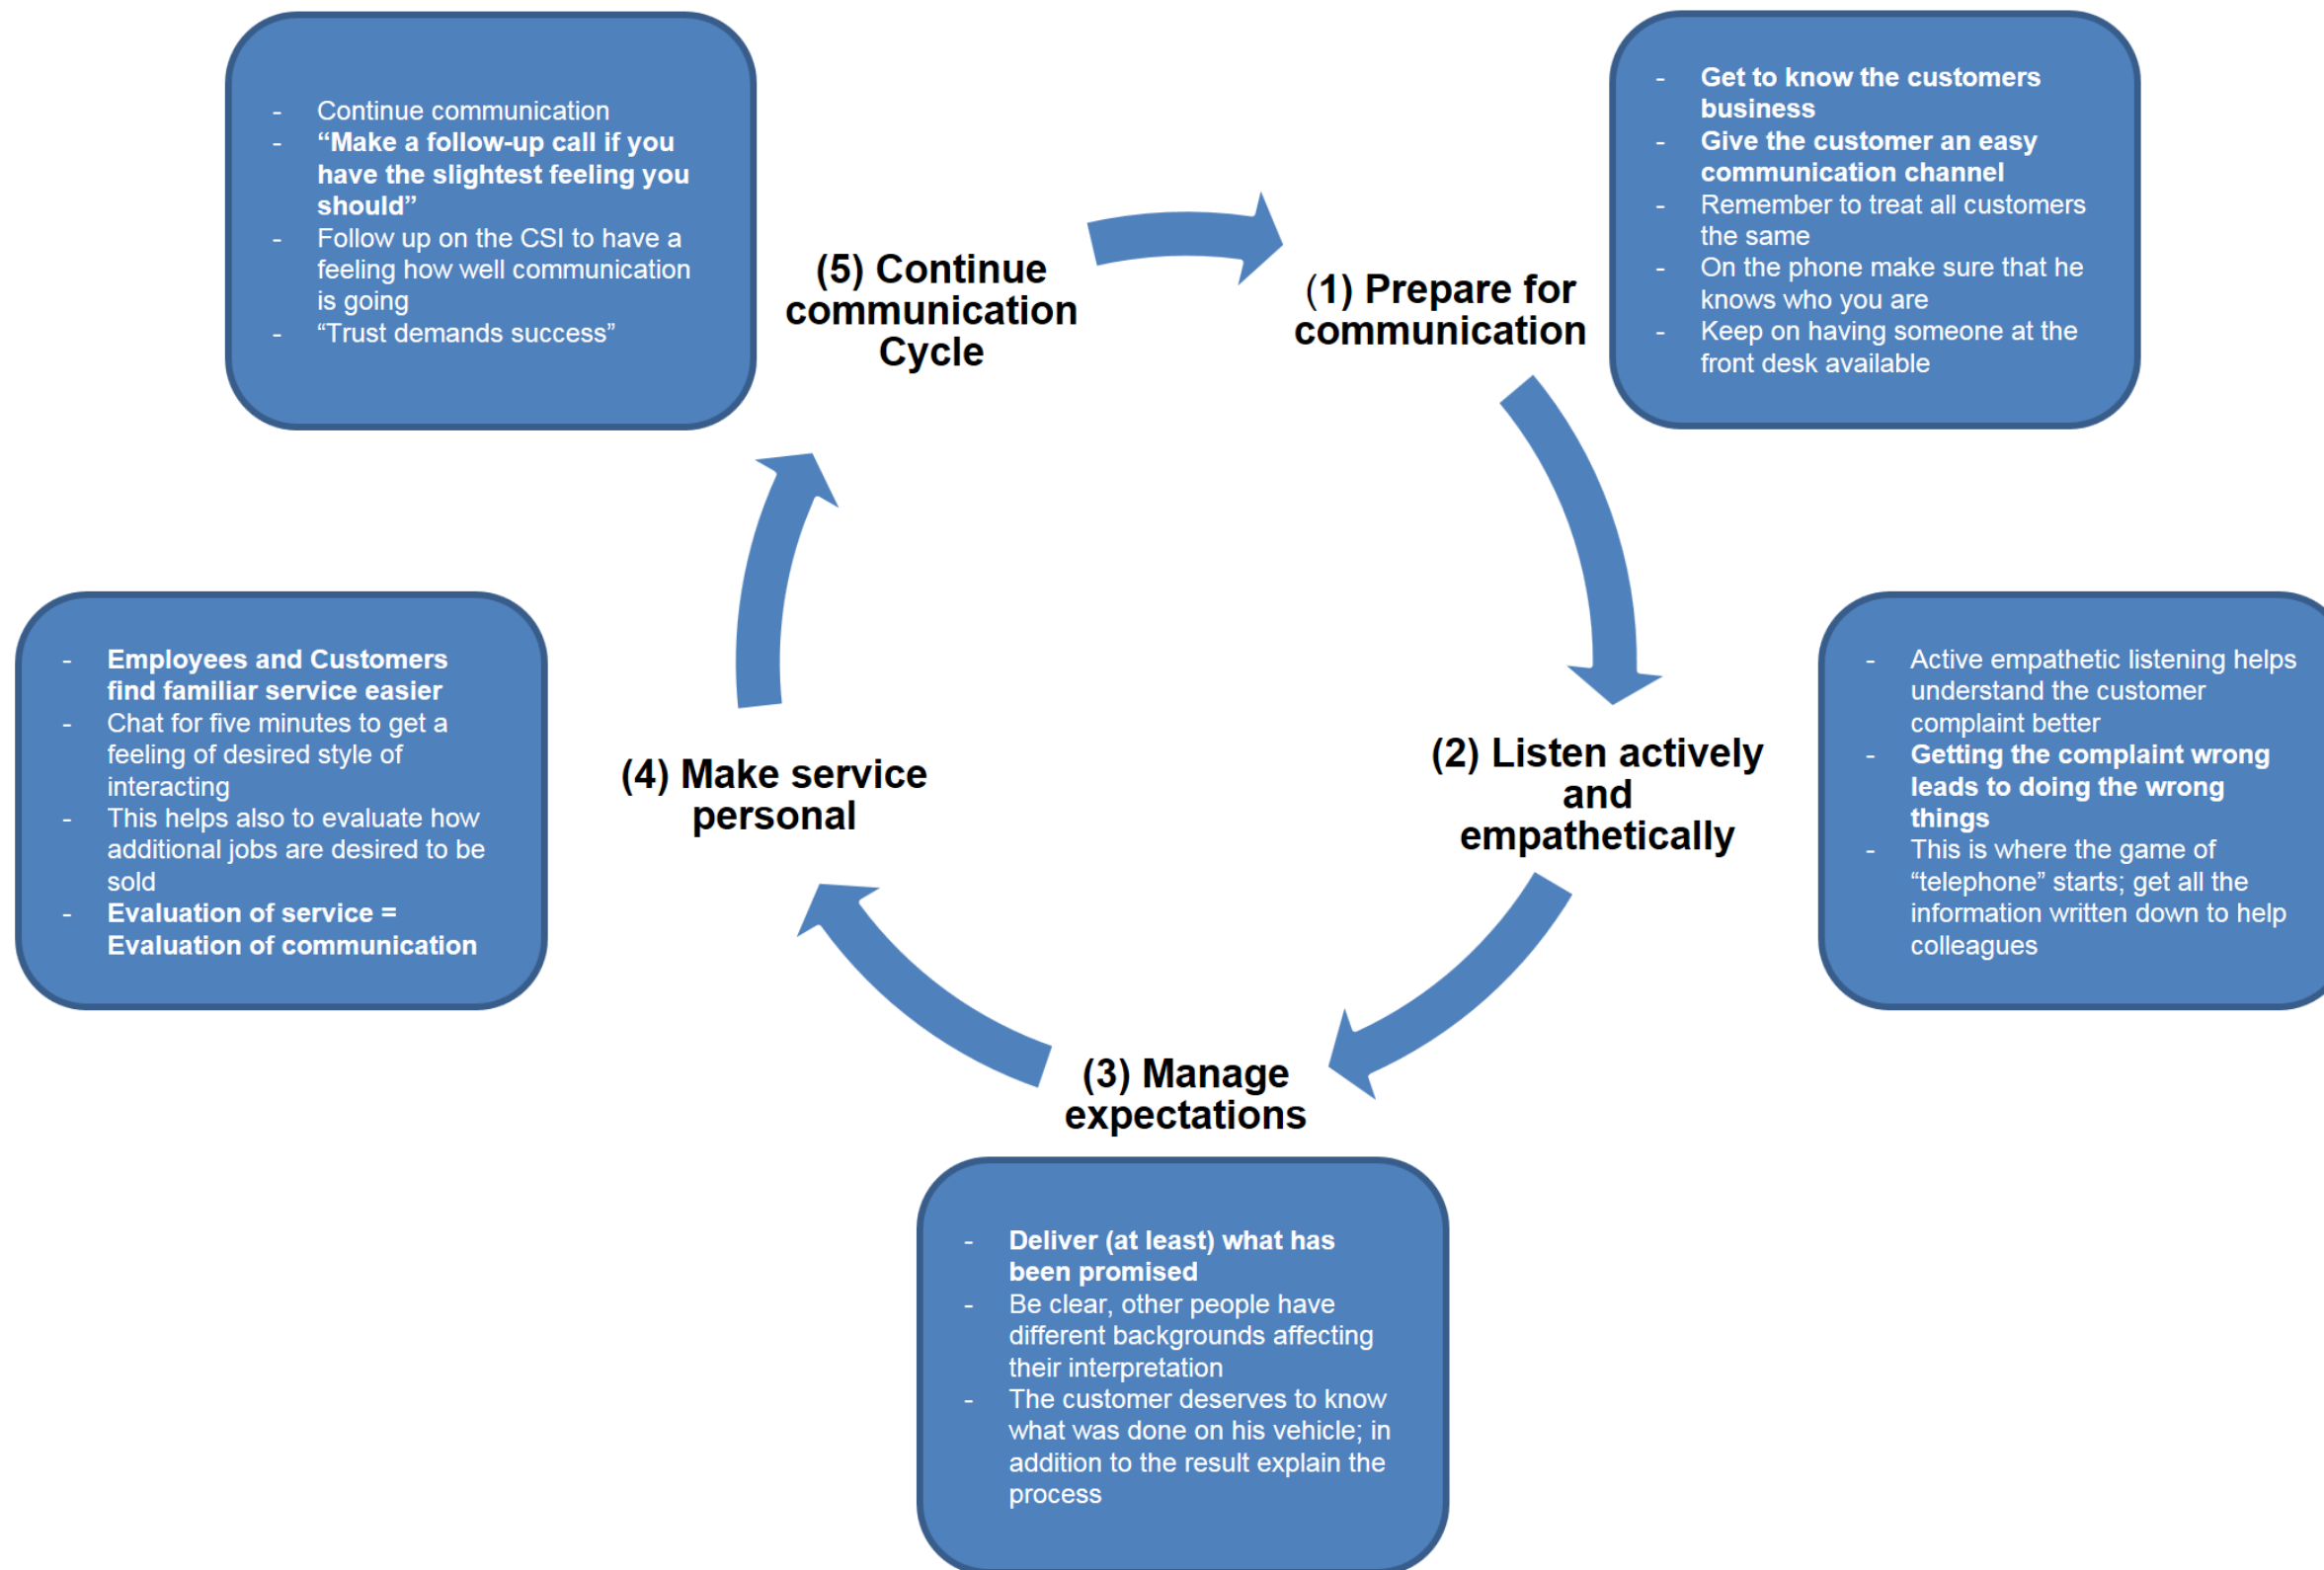 (1) Prepare for
communication
- Get to know the customers
business
- Give the customer an easy
communication channel
- Remember to treat all customers
the same
- On the phone make sure that he
knows who you are
- Keep on having someone at the
front desk available
(2) Listen actively
and
empathetically
- Active empathetic listening helps
understand the customer
complaint better
- Getting the complaint wrong
leads to doing the wrong
things
- This is where the game of
“telephone” starts; get all the
information written down to help
colleagues
(3) Manage
expectations
- Deliver (at least) what has
been promised
- Be clear, other people have
different backgrounds affecting
their interpretation
- The customer deserves to know
what was done on his vehicle; in
addition to the result explain the
process
(4) Make service
personal
- Employees and Customers
find familiar service easier
- Chat for five minutes to get a
feeling of desired style of
interacting
- This helps also to evaluate how
additional jobs are desired to be
sold
- Evaluation of service =
Evaluation of communication
(5) Continue
communication
Cycle
- Continue communication
- “Make a follow-up call if you
have the slightest feeling you
should”
- Follow up on the CSI to have a
feeling how well communication
is going
- “Trust demands success”